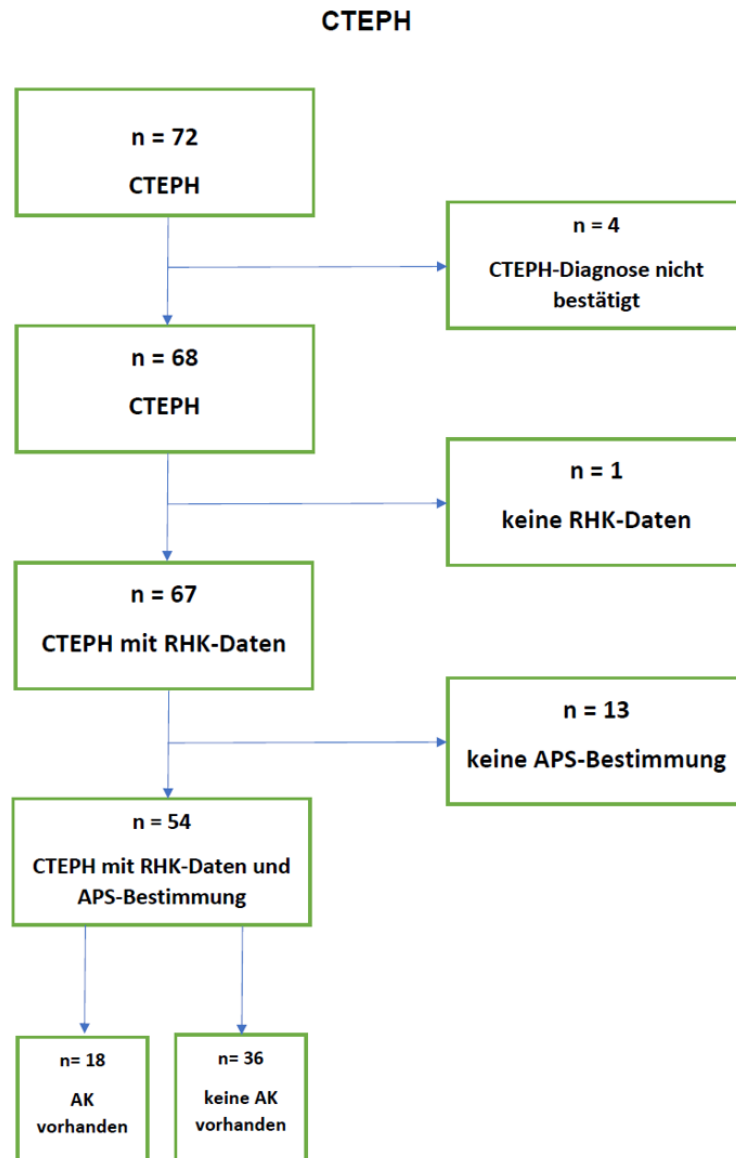 CTEPH
n = 72
CTEPH
n = 4
CTEPH-Diagnose nicht
bestätigt
n = 68
CTEPH
n = 1
keine RHK-Daten
n = 67
CTEPH mit RHK-Daten
n = 13
keine APS-Bestimmung
n = 54
CTEPH mit RHK-Daten und
APS-Bestimmung
n= 18
AK
vorhanden
n= 36
keine AK
vorhanden